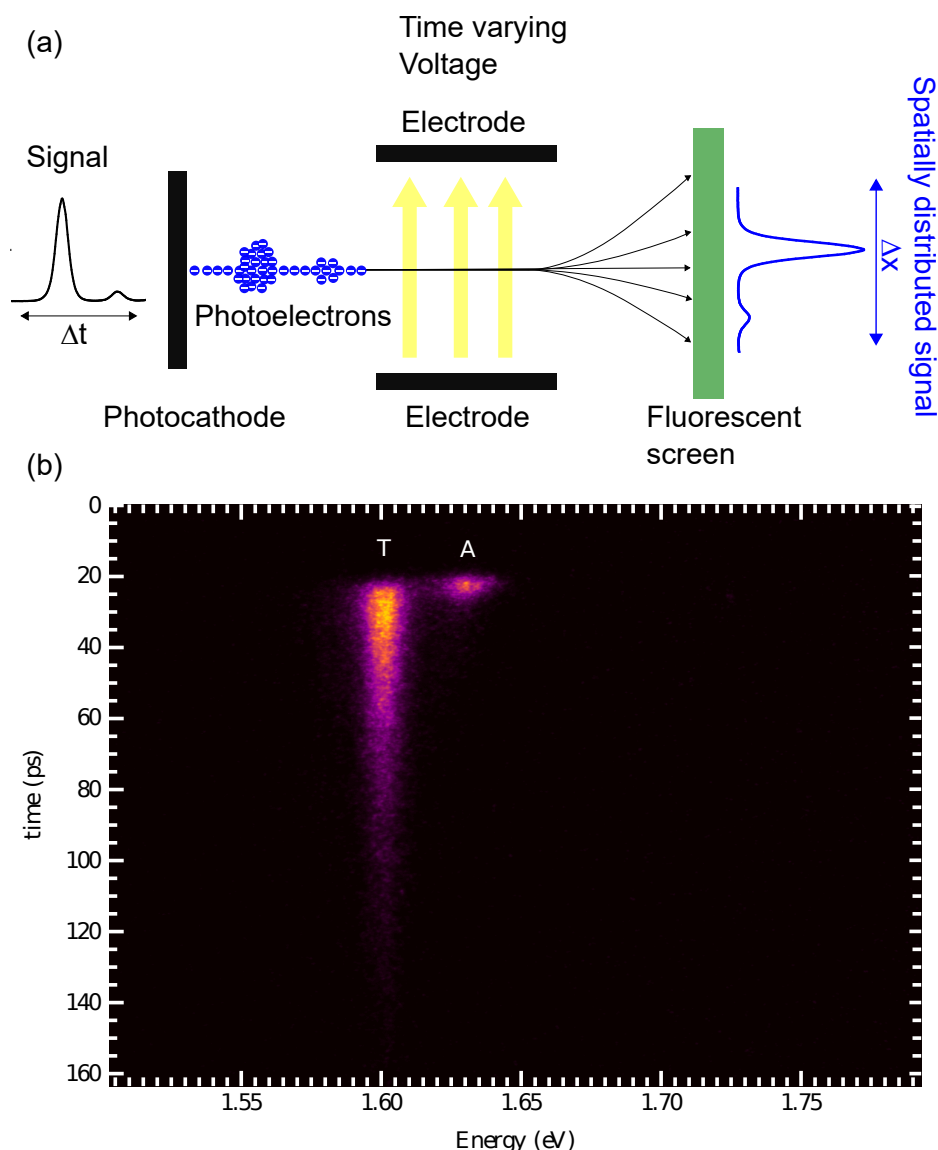 (a)
Time varying
Voltage
Electrode
Signal
Δt
Photoelectrons
Photocathode
Electrode
Fluorescent
screen
Δx
Spatially distributed signal
(b)
T
A
0
20
40
60
80
100
120
140
160
time (ps)
1.55
1.60
1.65
1.70
1.75
Energy (eV)